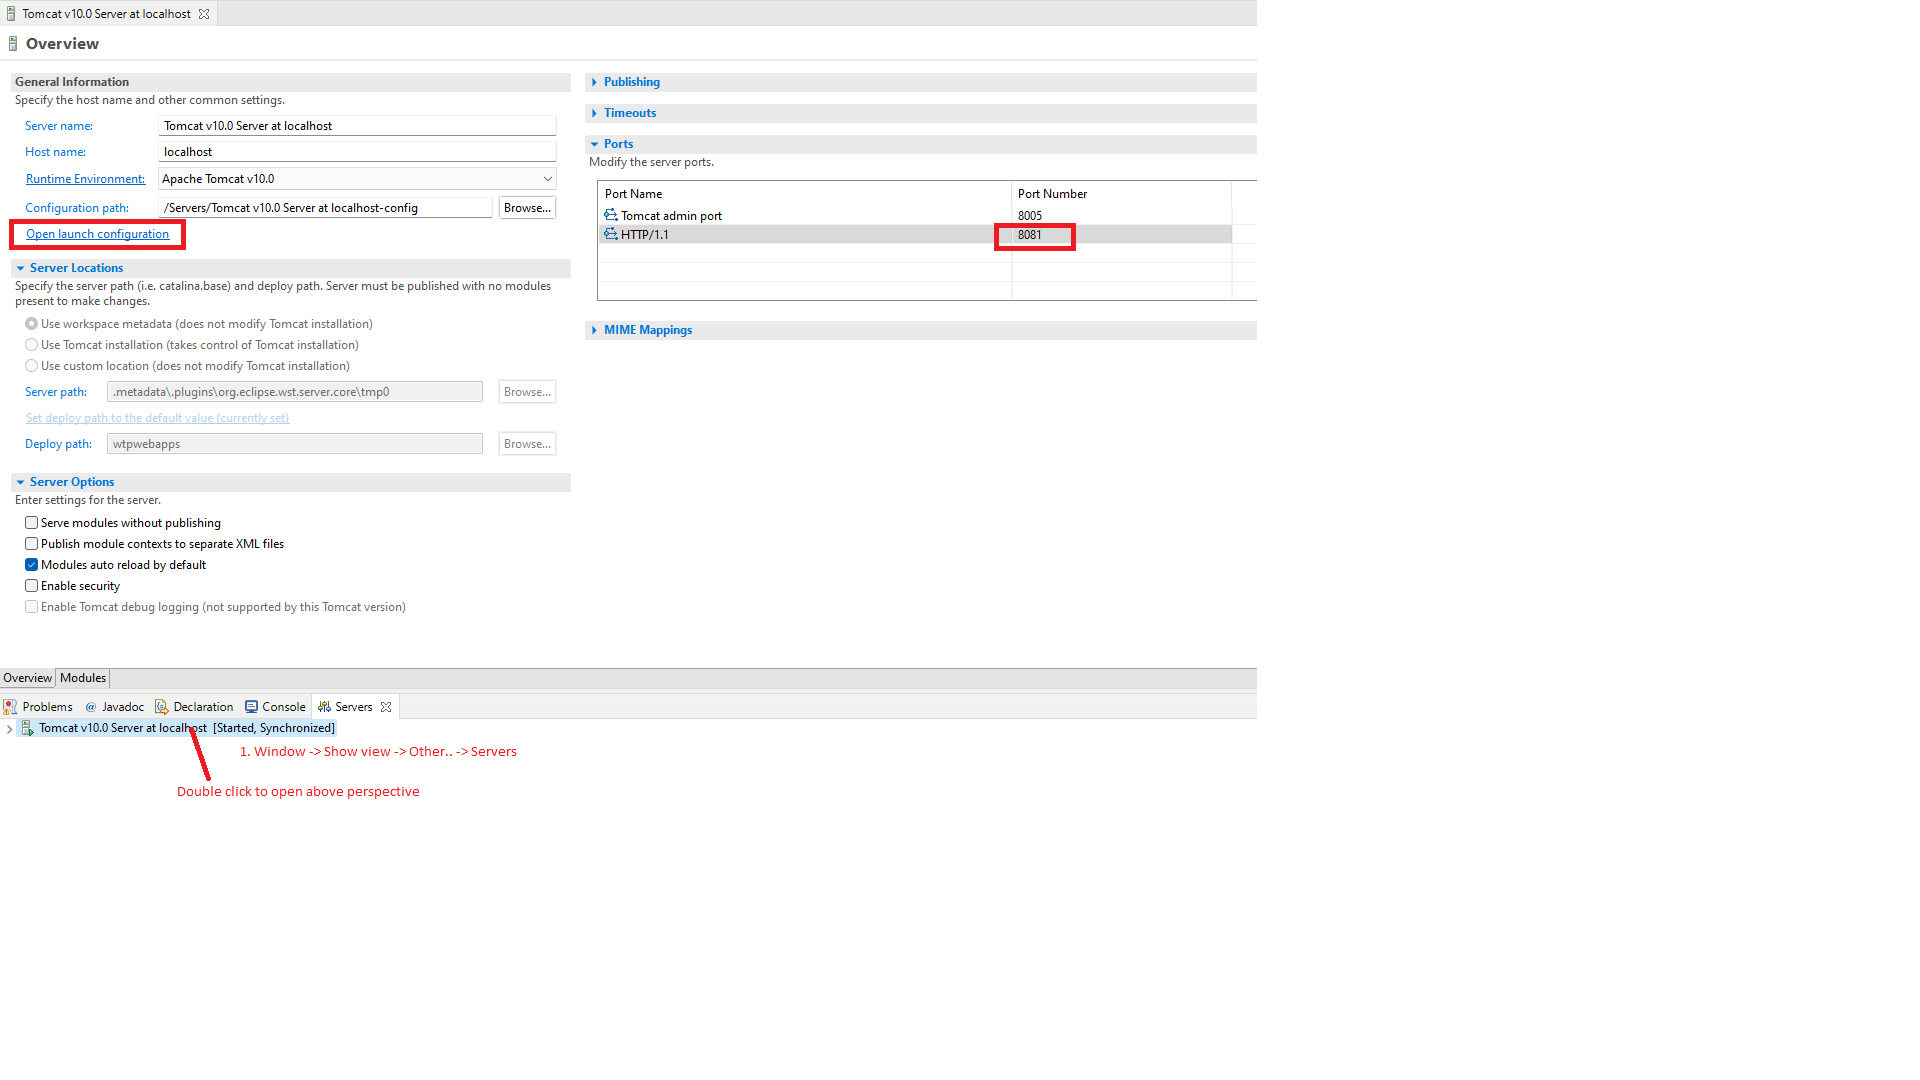 Tomcat v10.0 Server at localhost
Overview
General Information
Specify the host name and other common settings.
Server name: Tomcat v10.0 Server at localhost
Host name: localhost
Runtime Environment: Apache Tomcat v10.0
Configuration path: /Servers/Tomcat v10.0 Server at localhost-config Browse...
Open launch configuration
Server Locations
Specify the server path (i.e. catalina.base) and deploy path. Server must be published with no modules
present to make changes.
Use workspace metadata (does not modify Tomcat installation)
Use Tomcat installation (takes control of Tomcat installation)
Use custom location (does not modify Tomcat installation)
Server path: .metadata\.plugins\org.eclipse.wst.server.core\tmp0 Browse...
Set deploy path to the default value (currently set)
Deploy path: wtpwebapps Browse...
Server Options
Enter settings for the server.
Serve modules without publishing
Publish module contexts to separate XML files
Modules auto reload by default
Enable security
Enable Tomcat debug logging (not supported by this Tomcat version)
Publishing
Timeouts
Ports
Modify the server ports.
Port Name Port Number
Tomcat admin port 8005
HTTP/1.1 8081
MIME Mappings
Overview Modules
Problems @ Javadoc Declaration Console Servers
Tomcat v10.0 Server at localhost [Started, Synchronized]
1. Window -> Show view -> Other.. -> Servers
Double click to open above perspective